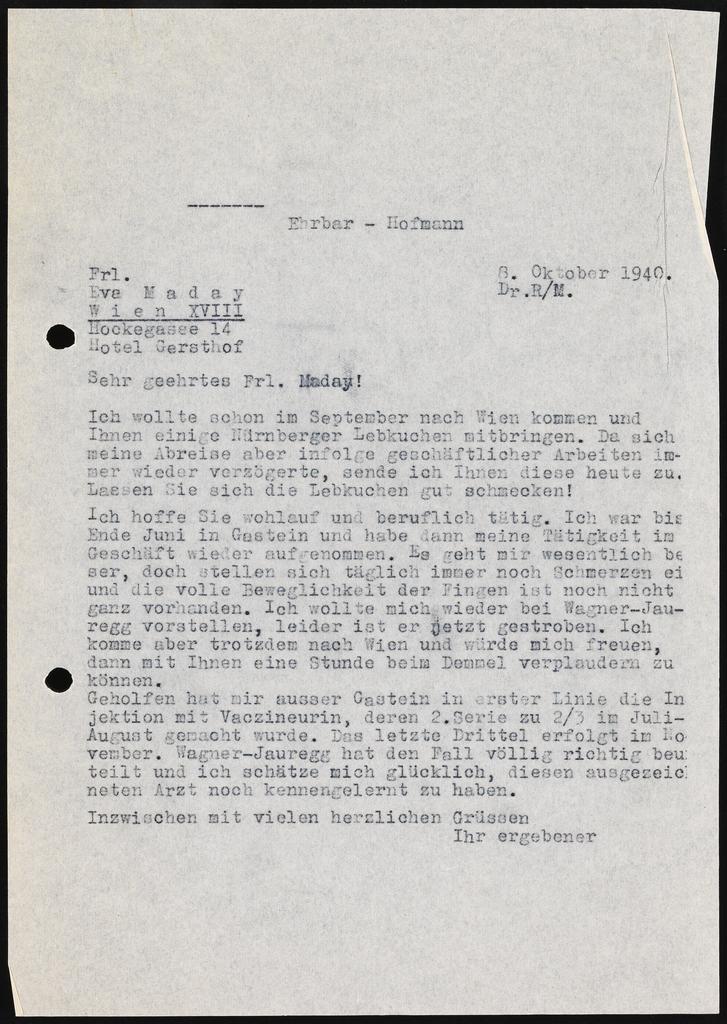 Ehrbar - Hofmann
Frl.
8. Oktober 1940.
Eva M a d a y
Dr.R/M.
W i e n XVIII
Hockegasse 14
Hotel Gersthof
Sehr geehrtes Frl. Maday!
Ich wollte schon im September nach Wien kommen und
Ihnen einige Nürnberger Lebkuchen mitbringen. Da sich
meine Abreise aber infolge geschäftlicher Arbeiten im-
mer wieder verzögerte, sende ich Ihnen diese heute zu.
Lassen Sie sich die Lebkuchen gut schmecken!
Ich hoffe Sie wohlauf und beruflich tätig. Ich war bis
Ende Juni in Gastein und habe dann meine Tätigkeit im
Geschäft wieder aufgenommen. Es geht mir wesentlich be
ser, doch stellen sich täglich immer noch Schmerzen ei
und die volle Beweglichkeit der Fingen ist noch nicht
ganz vorhanden. Ich wollte mich wieder bei Wagner-Jau-
regg vorstellen, leider ist er jetzt gestroben. Ich
komme aber trotzdem nach Wien und würde mich freuen,
dann mit Ihnen eine Stunde beim Demmel verplaudern zu
können.
Geholfen hat mir ausser Gastein in erster Linie die In
jektion mit Vaczineurin, deren 2.Serie zu 2/3 im Juli-
August gemacht wurde. Das letzte Drittel erfolgt im No
vember. Wagner-Jauregg hat den Fall völlig richtig beu
teilt und ich schätze mich glücklich, diesen ausgezeic
neten Arzt noch kennengelernt zu haben.
Inzwischen mit vielen herzlichen Grüssen
Ihr ergebener